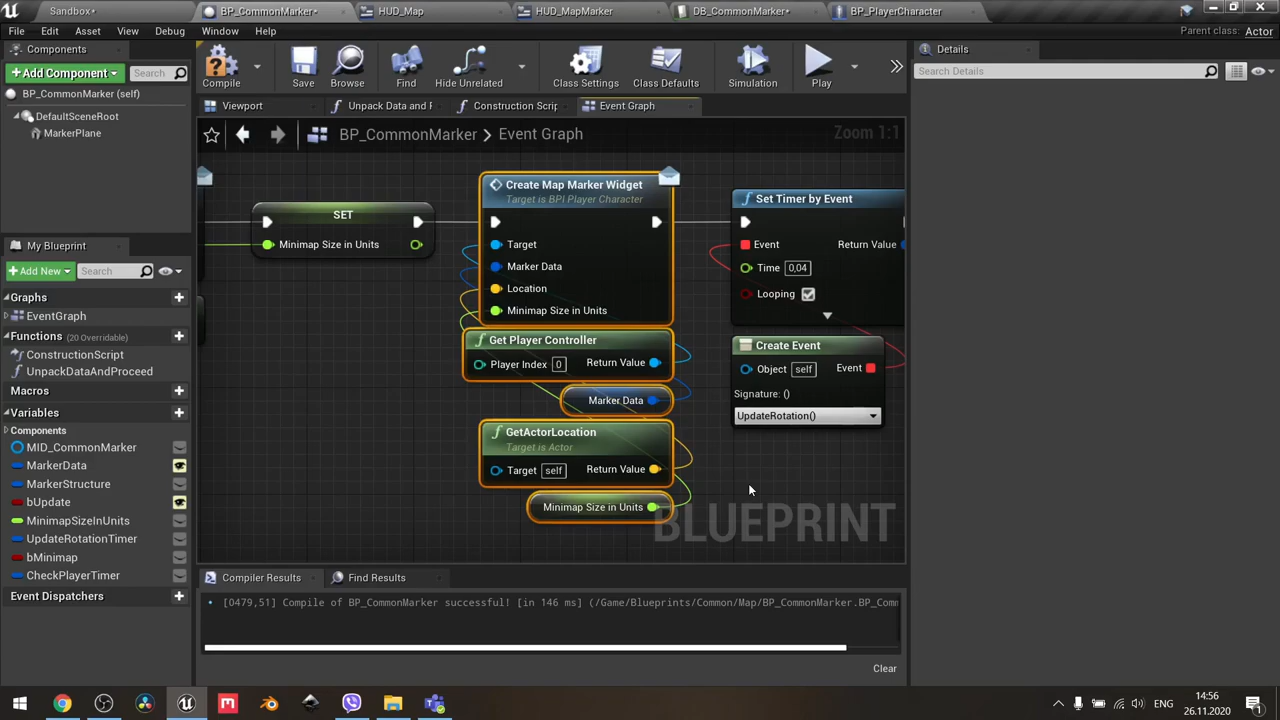 Sandbox•
BP_CommonMarker•
HUD_Map
HUD_MapMarker
DB_CommonMarker•
BP_PlayerCharacter
File
Edit
Asset
View
Debug
Window
Help
Parent class: Actor
Components
Add Component
Search
BP_CommonMarker (self)
DefaultSceneRoot
MarkerPlane
Compile
Save
Browse
Find
Hide Unrelated
Class Settings
Class Defaults
Simulation
Play
Details
Search Details
Viewport
Unpack Data and P
Construction Scrip
Event Graph
BP_CommonMarker
Event Graph
Zoom 1:1
SET
Minimap Size in Units
Create Map Marker Widget
Target is BPI Player Character
Target
Marker Data
Location
Minimap Size in Units
Get Player Controller
Player Index 0
Return Value
Marker Data
GetActorLocation
Target is Actor
Target self
Return Value
Minimap Size in Units
Set Timer by Event
Event
Return Value
Time 0,04
Looping
Create Event
Object self
Event
Signature: ()
UpdateRotation()
BLUEPRINT
My Blueprint
Add New
Search
Graphs
EventGraph
Functions (20 Overridable)
ConstructionScript
UnpackDataAndProceed
Macros
Variables
Components
MID_CommonMarker
MarkerData
MarkerStructure
bUpdate
MinimapSizeInUnits
UpdateRotationTimer
bMinimap
CheckPlayerTimer
Event Dispatchers
Compiler Results
Find Results
[0479,51] Compile of BP_CommonMarker successful! [in 146 ms] (/Game/Blueprints/Common/Map/BP_CommonMarker.BP_Comm
Clear
ENG
14:56
26.11.2020